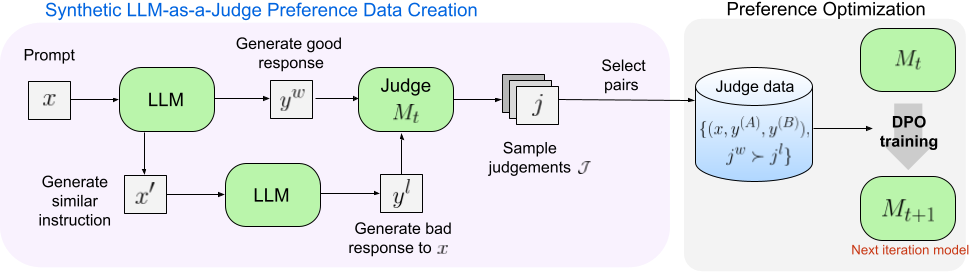 Synthetic LLM-as-a-Judge Preference Data Creation
Prompt
x
LLM
Generate good
response
y^w
Judge
M_t
Select
pairs
j
Sample
judgements 𝒥
Generate
similar
instruction
x′
LLM
y^l
Generate bad
response to x
Preference Optimization
Judge data
{(x, y^(A), y^(B)),
j^w ≻ j^l}
M_t
DPO
training
M_{t+1}
Next iteration model